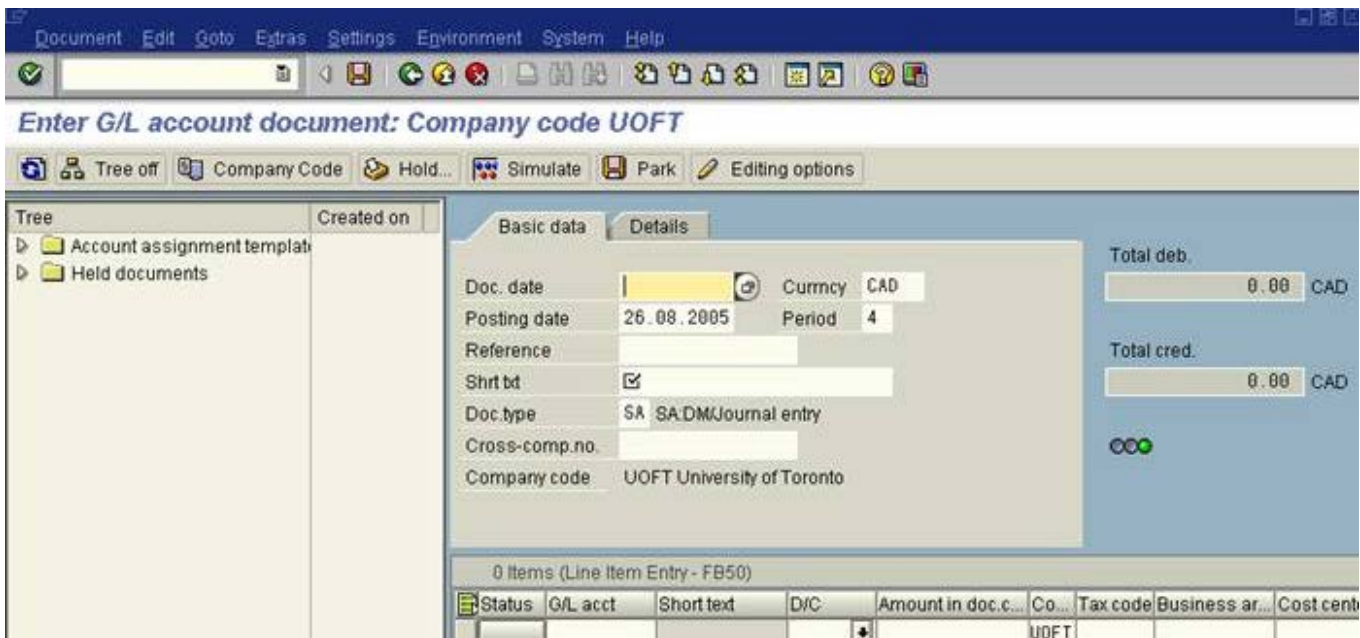 Document Edit Goto Extras Settings Environment System Help
Enter G/L account document: Company code UOFT
Tree off Company Code Hold... Simulate Park Editing options
Tree Created on
Account assignment templat
Held documents
Basic data Details
Doc. date Currncy CAD
Posting date 26.08.2005 Period 4
Reference
Shrt txt
Doc.type SA SA:DM/Journal entry
Cross-comp.no.
Company code UOFT University of Toronto
Total deb.
0.00 CAD
Total cred.
0.00 CAD
0 Items (Line Item Entry - FB50)
Status G/L acct Short text D/C Amount in doc.c... Co... Tax code Business ar... Cost cent
UOFT